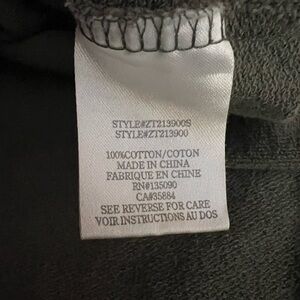 STYLE#ZT213900S
STYLE#ZT213900
100%COTTON/COTON
MADE IN CHINA
FABRIQUE EN CHINE
RN#135090
CA#35884
SEE REVERSE FOR CARE
VOIR INSTRUCTIONS AU DOS